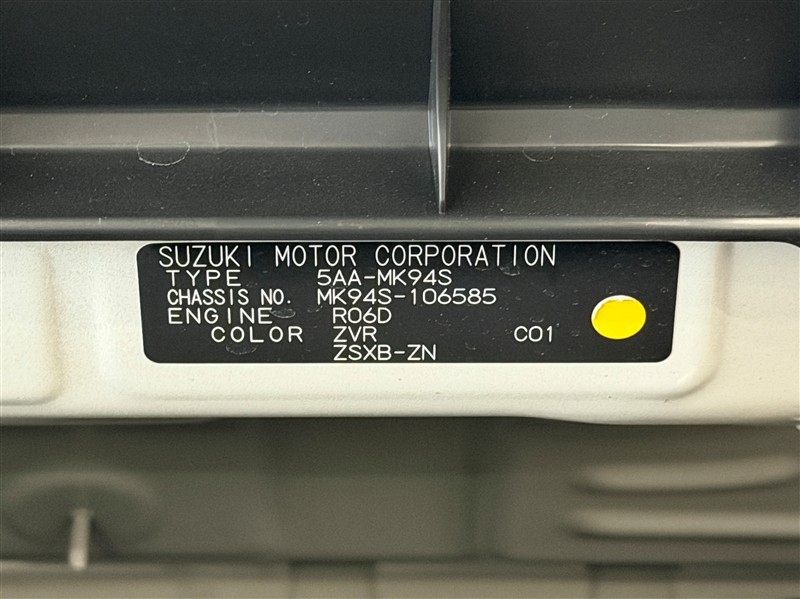 SUZUKI MOTOR CORPORATION
TYPE 5AA-MK94S
CHASSIS NO. MK94S-106585
ENGINE R06D
COLOR ZVR C01
ZSXB-ZN